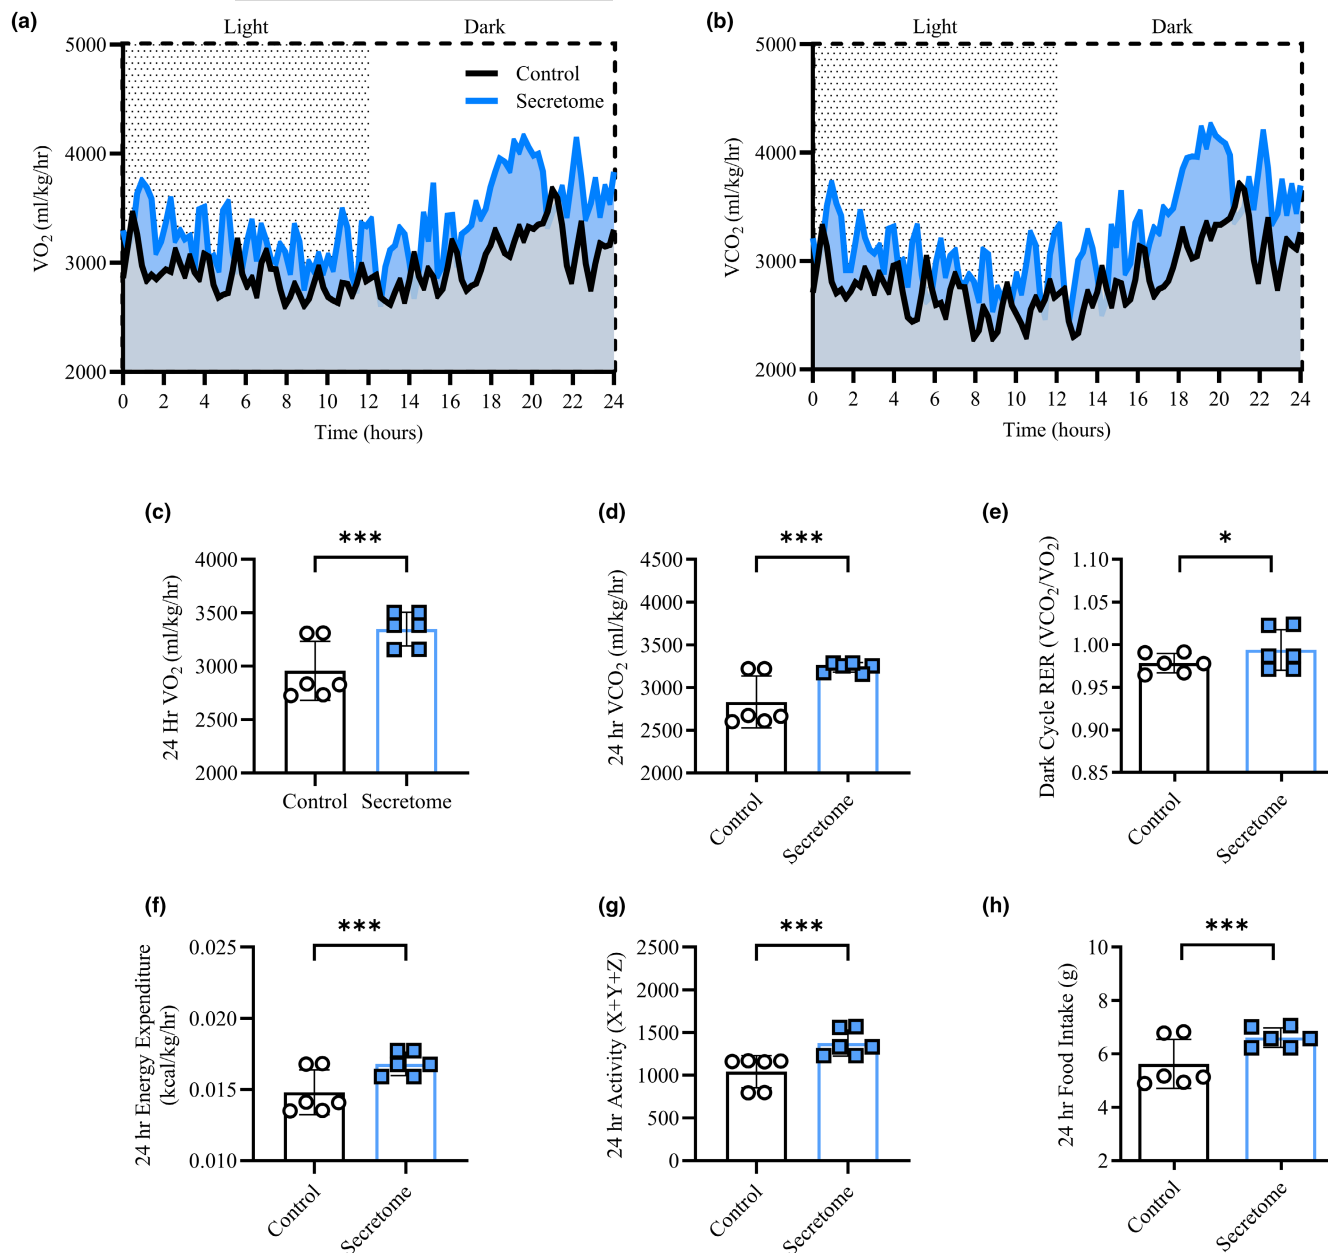 (a)
Light Dark
VO2 (ml/kg/hr)
5000
4000
3000
2000
Control
Secretome
0 2 4 6 8 10 12 14 16 18 20 22 24
Time (hours)
(b)
Light Dark
VCO2 (ml/kg/hr)
5000
4000
3000
2000
0 2 4 6 8 10 12 14 16 18 20 22 24
Time (hours)
(c)
***
24 Hr VO2 (ml/kg/hr)
4000
3500
3000
2500
2000
Control Secretome
(d)
***
24 hr VCO2 (ml/kg/hr)
4500
4000
3500
3000
2500
2000
Control
Secretome
(e)
*
Dark Cycle RER (VCO2/VO2)
1.10
1.05
1.00
0.95
0.90
0.85
Control
Secretome
(f)
***
24 hr Energy Expenditure
(kcal/kg/hr)
0.025
0.020
0.015
0.010
Control
Secretome
(g)
***
24 hr Activity (X+Y+Z)
2500
2000
1500
1000
500
0
Control
Secretome
(h)
***
24 hr Food Intake (g)
10
8
6
4
2
Control
Secretome